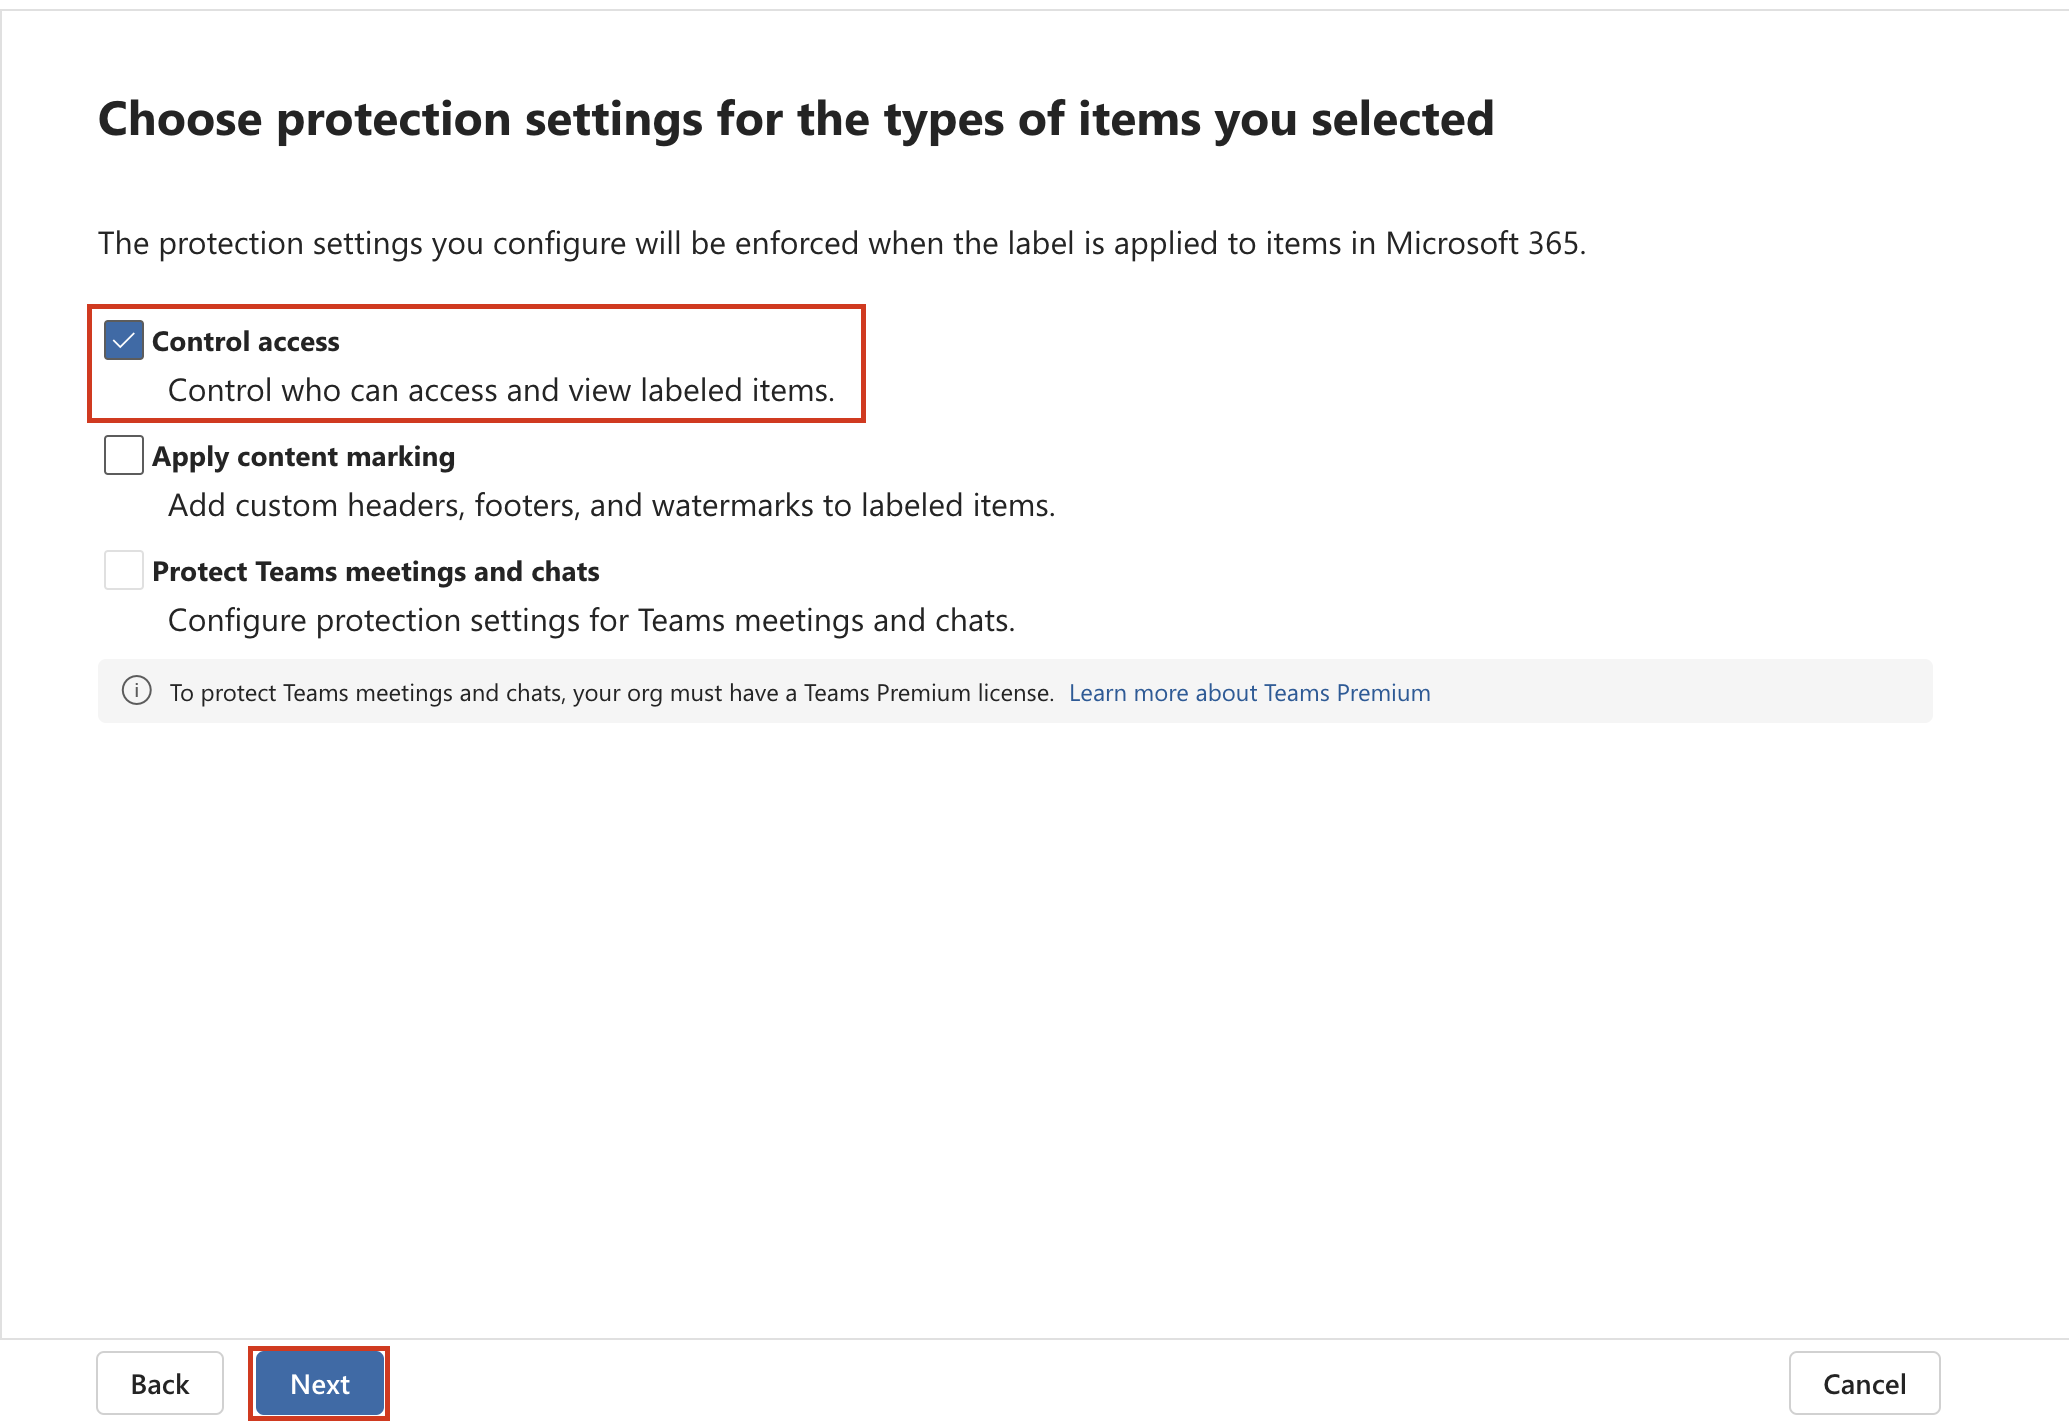 Choose protection settings for the types of items you selected
The protection settings you configure will be enforced when the label is applied to items in Microsoft 365.
Control access
Control who can access and view labeled items.
Apply content marking
Add custom headers, footers, and watermarks to labeled items.
Protect Teams meetings and chats
Configure protection settings for Teams meetings and chats.
To protect Teams meetings and chats, your org must have a Teams Premium license. Learn more about Teams Premium
Back Next Cancel